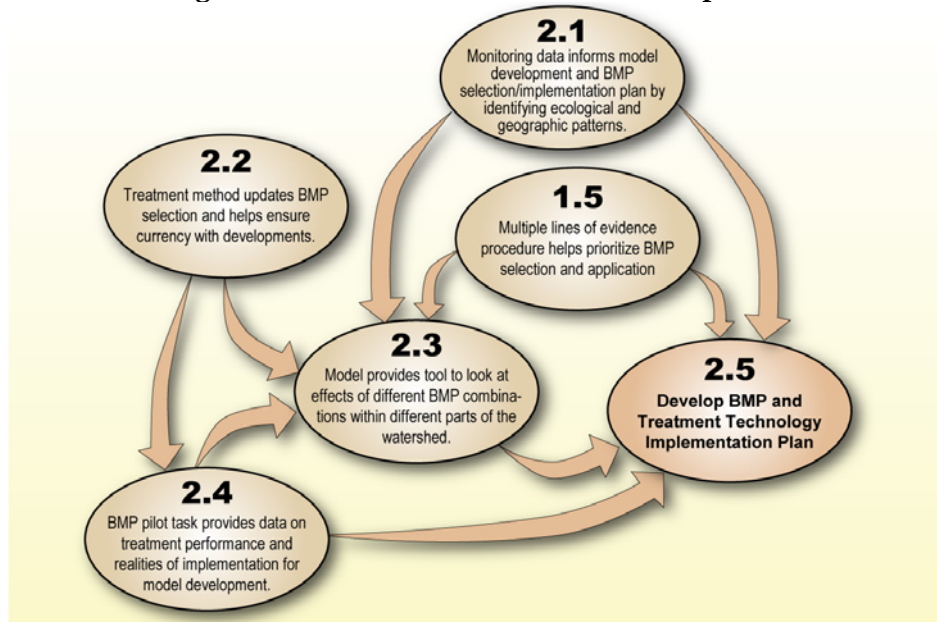 2.1
Monitoring data informs model
development and BMP
selection/implementation plan by
identifying ecological and
geographic patterns.
2.2
Treatment method updates BMP
selection and helps ensure
currency with developments.
1.5
Multiple lines of evidence
procedure helps prioritize BMP
selection and application
2.3
Model provides tool to look at
effects of different BMP combina-
tions within different parts of the
watershed.
2.5
Develop BMP and
Treatment Technology
Implementation Plan
2.4
BMP pilot task provides data on
treatment performance and
realities of implementation for
model development.